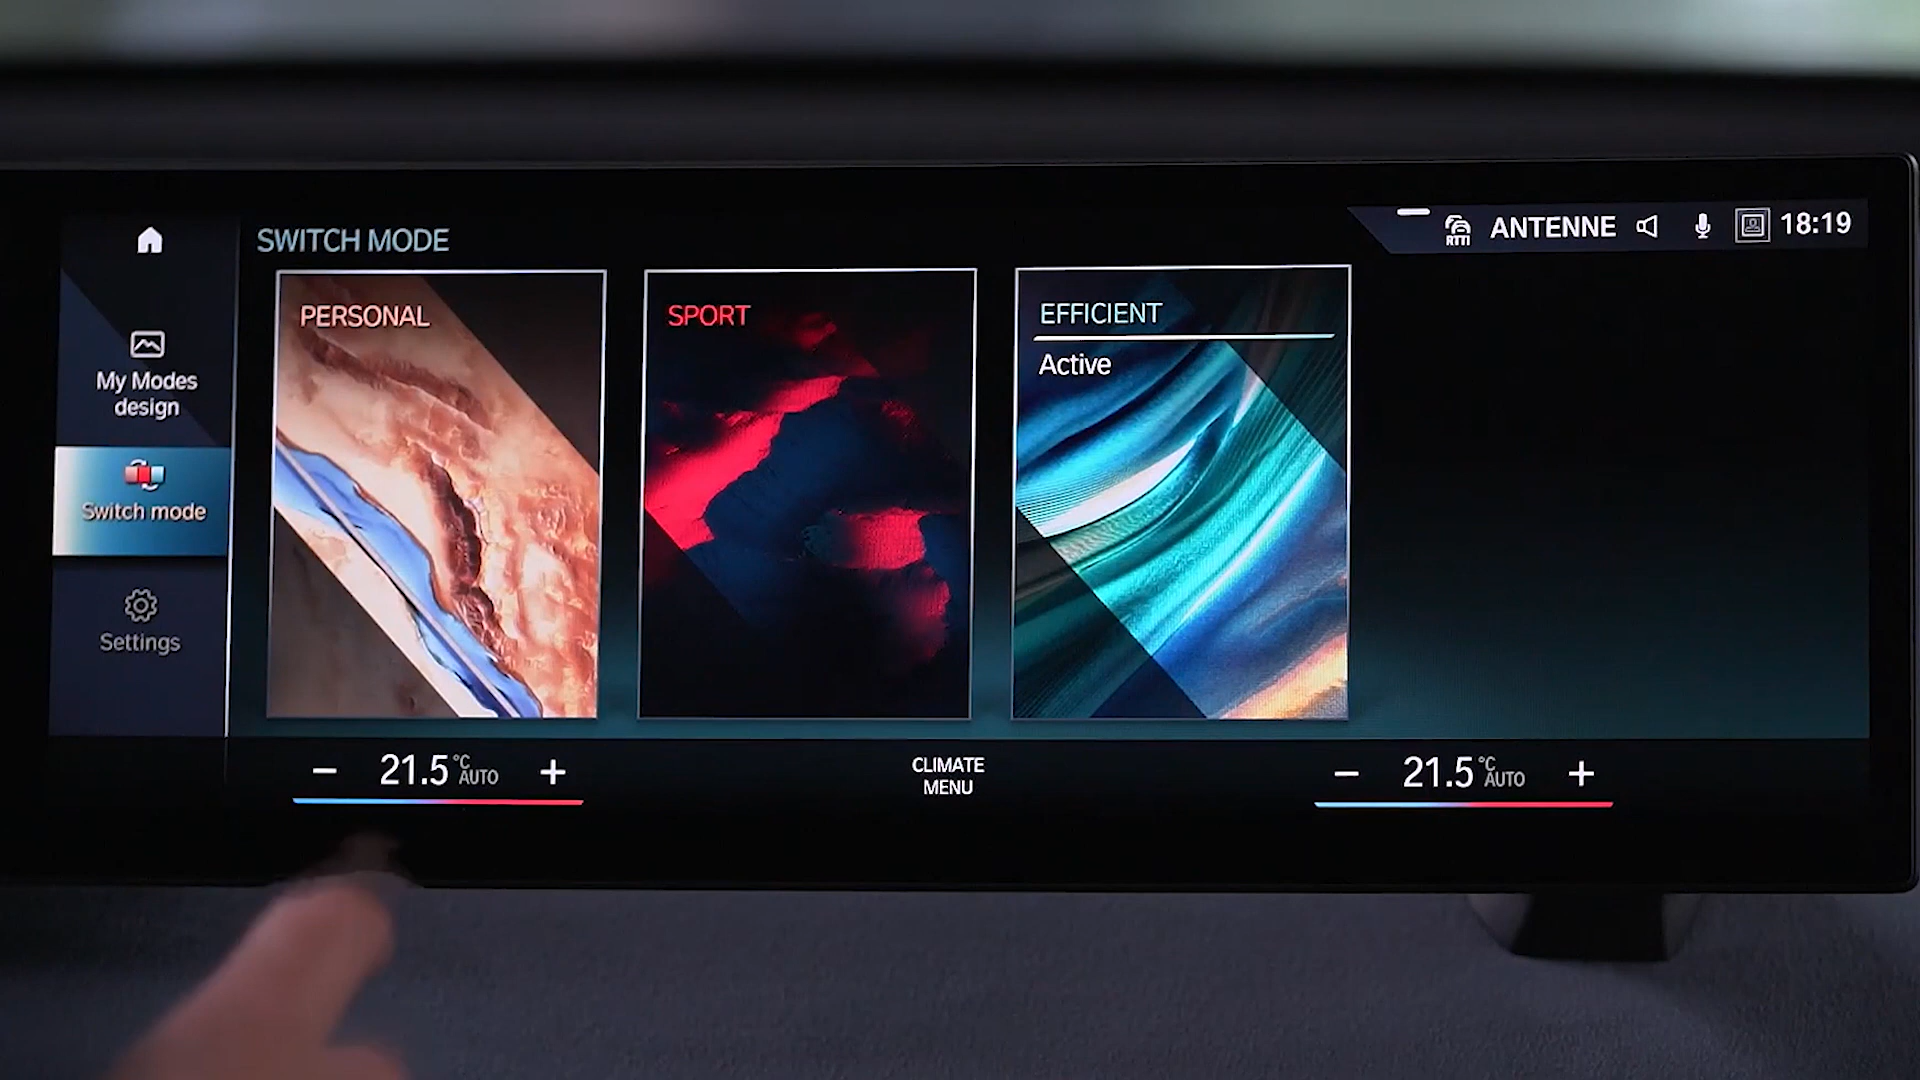 SWITCH MODE
RTTI
ANTENNE
18:19
My Modes
design
Switch mode
Settings
PERSONAL
SPORT
EFFICIENT
Active
21.5 °C AUTO
CLIMATE
MENU
21.5 °C AUTO